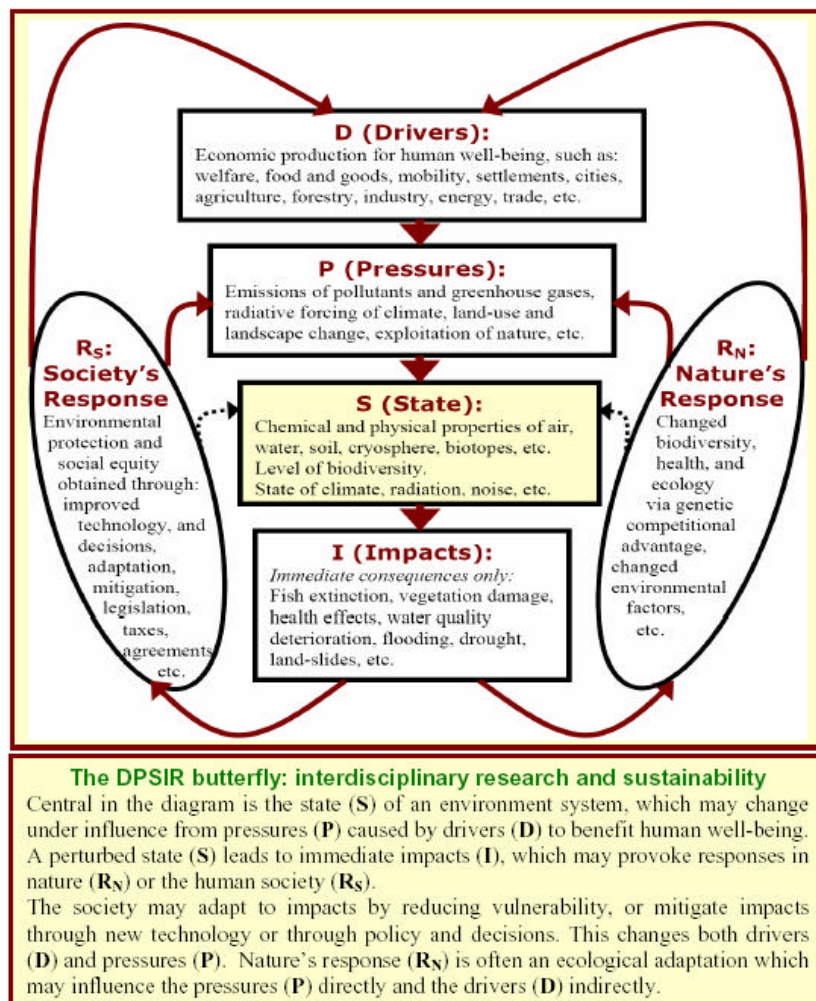 D (Drivers):
Economic production for human well-being, such as:
welfare, food and goods, mobility, settlements, cities,
agriculture, forestry, industry, energy, trade, etc.
P (Pressures):
Emissions of pollutants and greenhouse gases,
radiative forcing of climate, land-use and
landscape change, exploitation of nature, etc.
RS:
Society's
Response
Environmental
protection and
social equity
obtained through:
improved
technology, and
decisions,
adaptation,
mitigation,
legislation,
taxes,
agreements
etc.
S (State):
Chemical and physical properties of air,
water, soil, cryosphere, biotopes, etc.
Level of biodiversity.
State of climate, radiation, noise, etc.
RN:
Nature's
Response
Changed
biodiversity,
health, and
ecology
via genetic
competitional
advantage,
changed
environmental
factors,
etc.
I (Impacts):
Immediate consequences only:
Fish extinction, vegetation damage,
health effects, water quality
deterioration, flooding, drought,
land-slides, etc.
The DPSIR butterfly: interdisciplinary research and sustainability
Central in the diagram is the state (S) of an environment system, which may change
under influence from pressures (P) caused by drivers (D) to benefit human well-being.
A perturbed state (S) leads to immediate impacts (I), which may provoke responses in
nature (RN) or the human society (RS).
The society may adapt to impacts by reducing vulnerability, or mitigate impacts
through new technology or through policy and decisions. This changes both drivers
(D) and pressures (P). Nature's response (RN) is often an ecological adaptation which
may influence the pressures (P) directly and the drivers (D) indirectly.